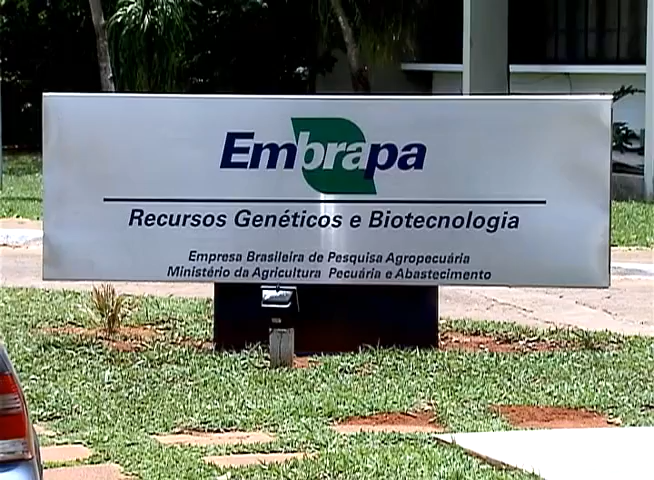 Embrapa
Recursos Genéticos e Biotecnologia
Empresa Brasileira de Pesquisa Agropecuária
Ministério da Agricultura Pecuária e Abastecimento